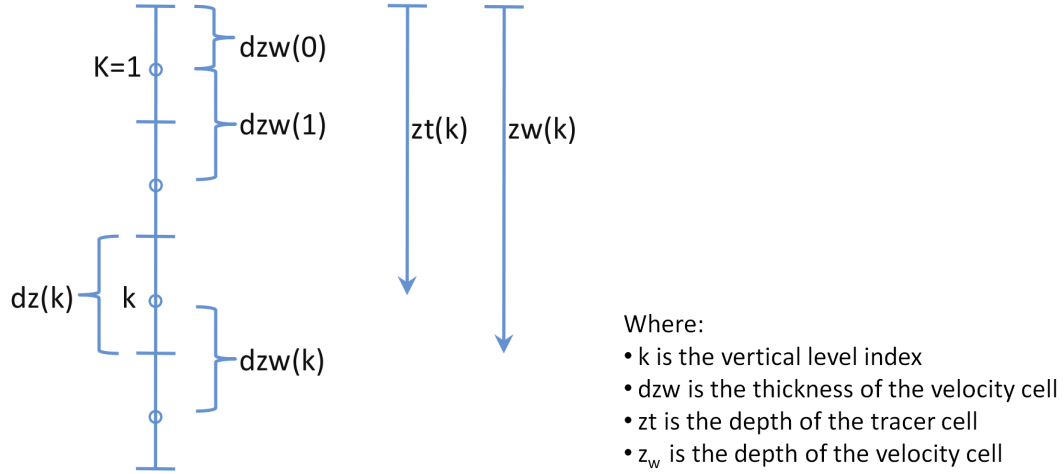 dzw(0)
K=1
dzw(1)
zt(k)
zw(k)
dz(k)
k
dzw(k)
Where:
• k is the vertical level index
• dzw is the thickness of the velocity cell
• zt is the depth of the tracer cell
• zw is the depth of the velocity cell